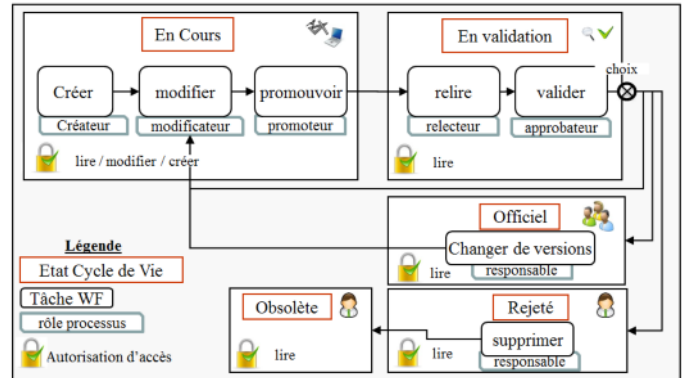 En Cours
Créer
modifier
promouvoir
Créateur
modificateur
promoteur
lire / modifier / créer
En validation
relire
valider
choix
relecteur
approbateur
lire
Officiel
Changer de versions
responsable
lire
Légende
Etat Cycle de Vie
Tâche WF
rôle processus
Autorisation d’accès
Obsolète
lire
Rejeté
supprimer
responsable
lire